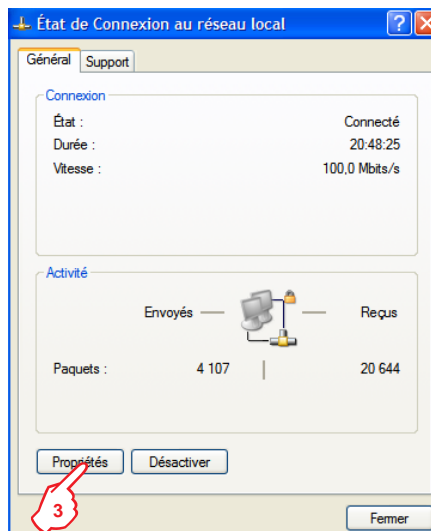 État de Connexion au réseau local
Général Support
Connexion
État : Connecté
Durée : 20:48:25
Vitesse : 100,0 Mbits/s
Activité
Envoyés Reçus
Paquets : 4 107 20 644
Propriétés Désactiver
3
Fermer